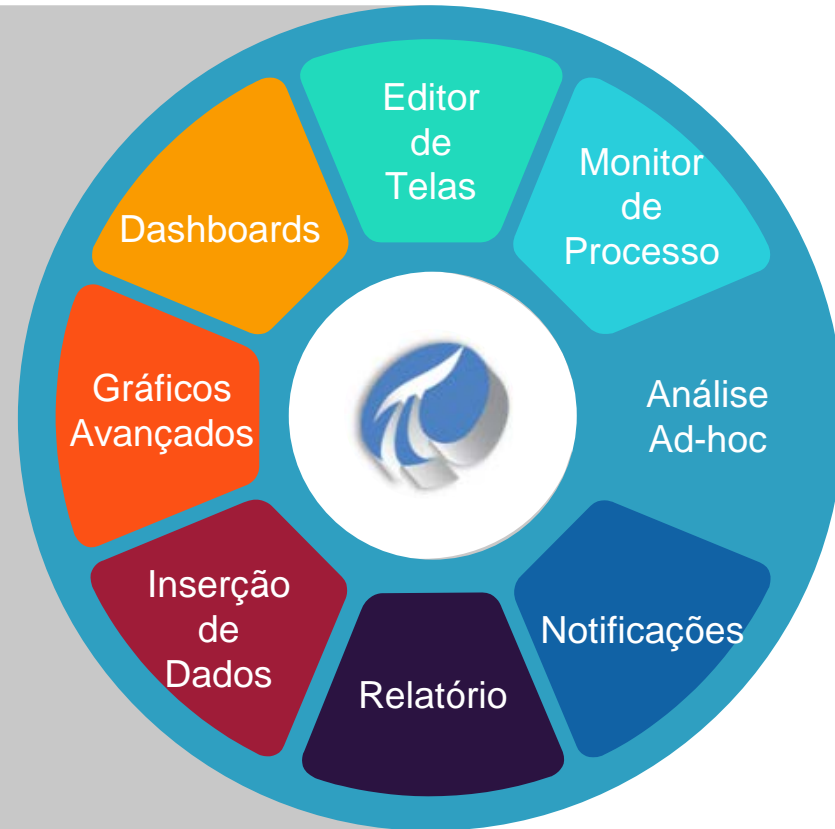 Editor
de
Telas
Monitor
de
Processo
Análise
Ad-hoc
Notificações
Relatório
Inserção
de
Dados
Gráficos
Avançados
Dashboards